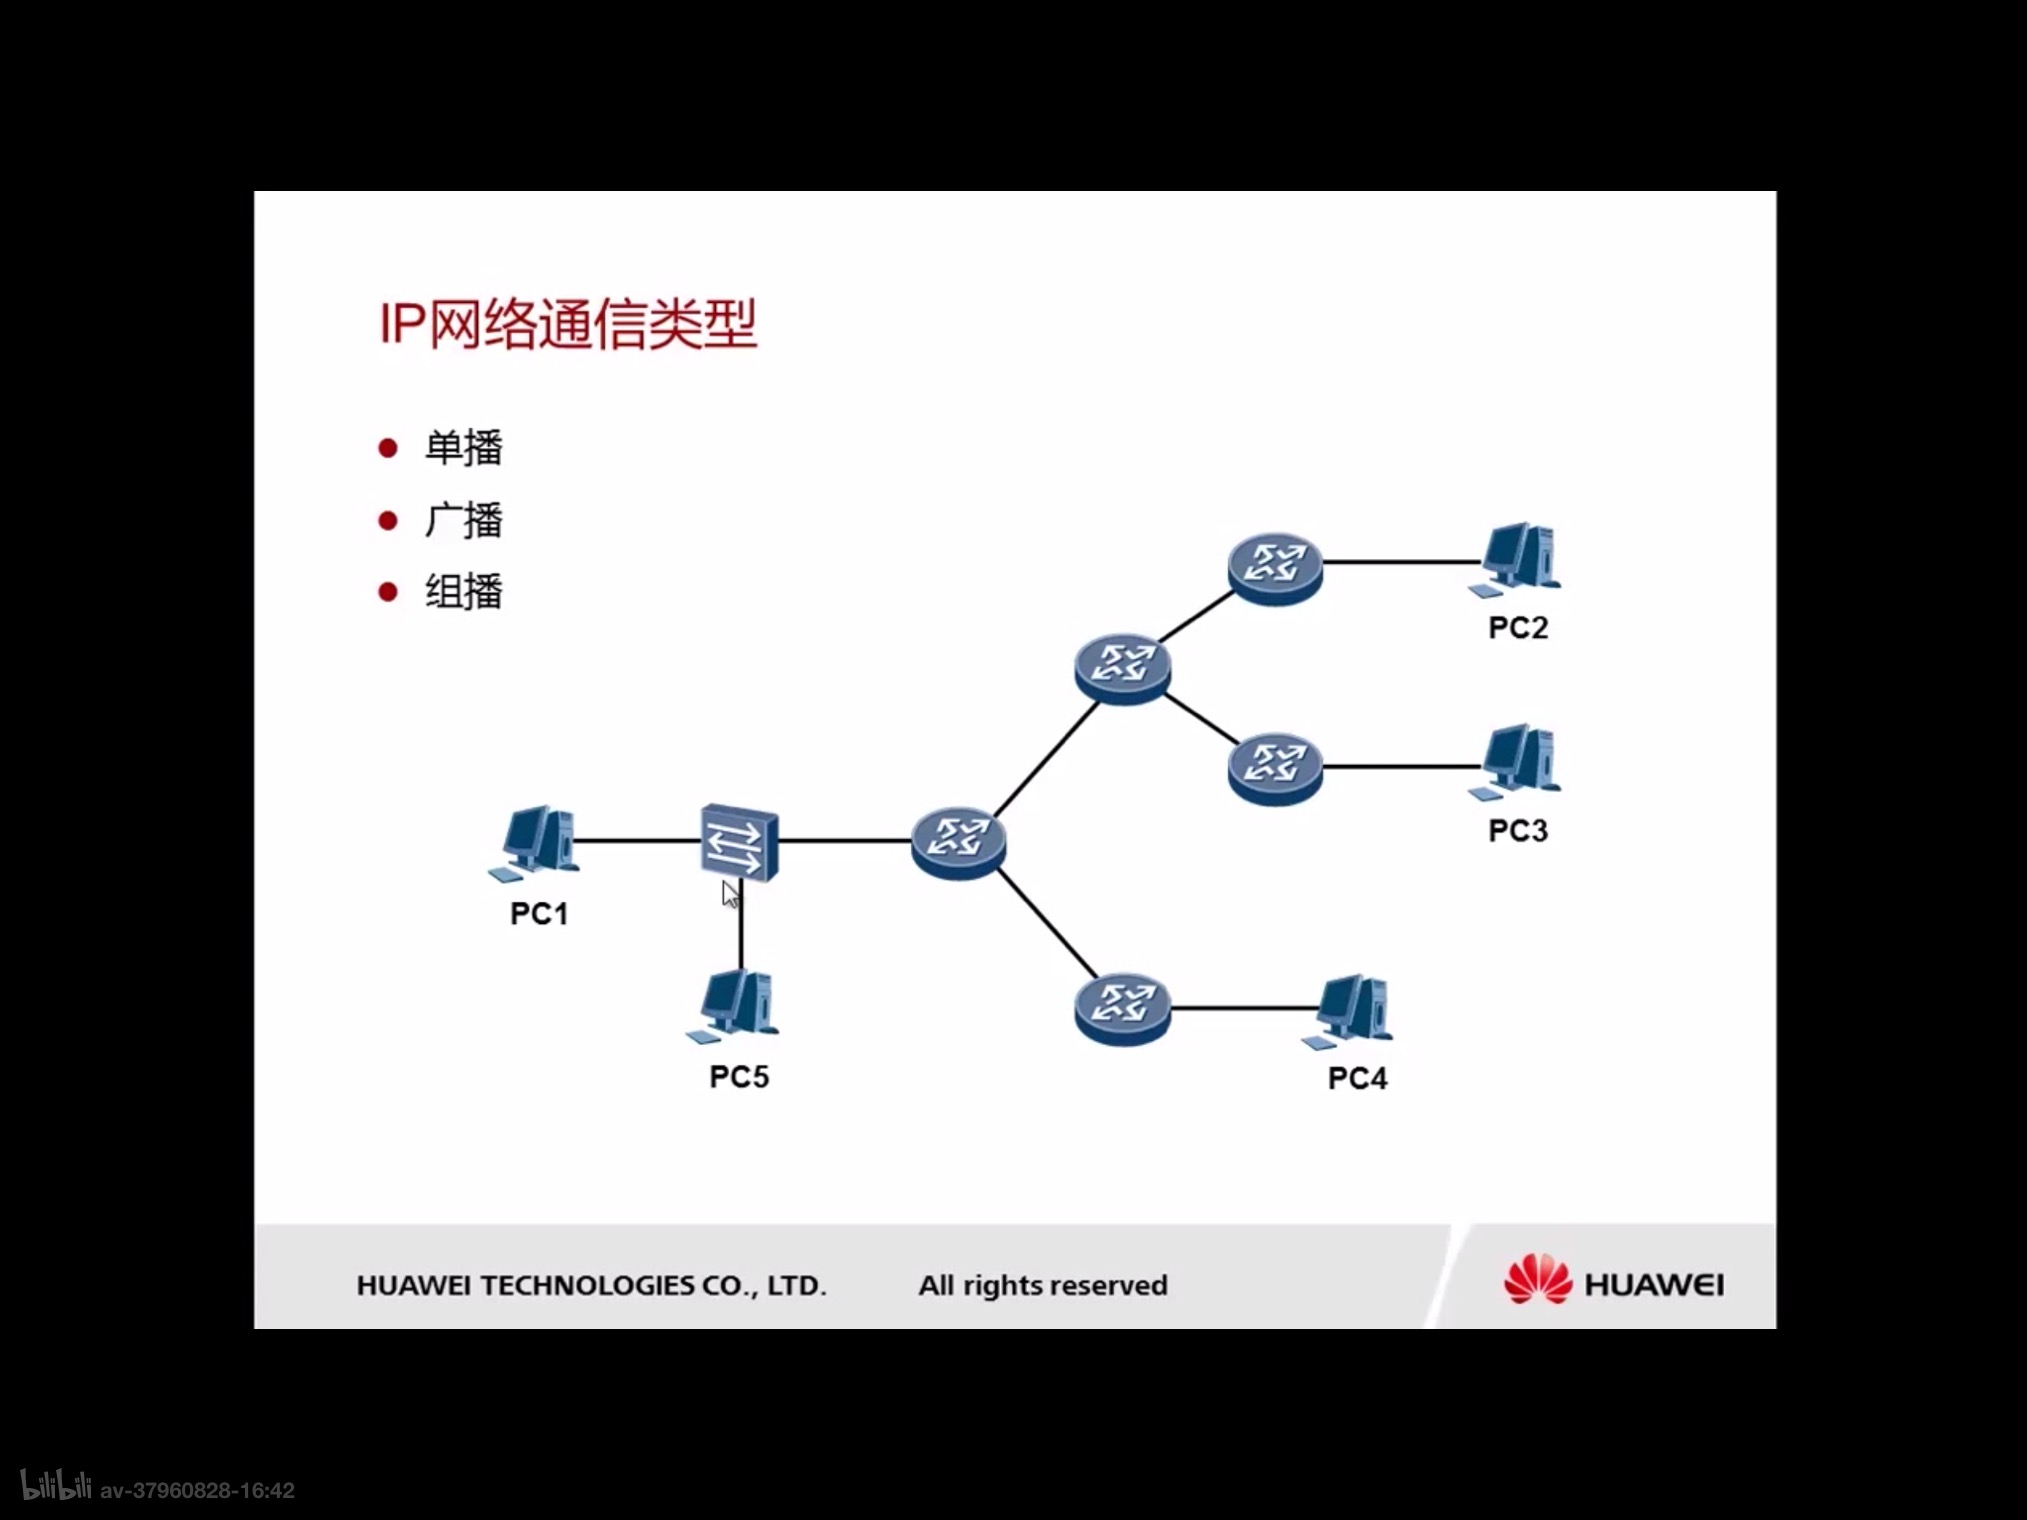 IP网络通信类型
单播
广播
组播
PC2
PC3
PC1
PC5
PC4
HUAWEI TECHNOLOGIES CO., LTD.
All rights reserved
HUAWEI
bilibili av-37960828-16:42